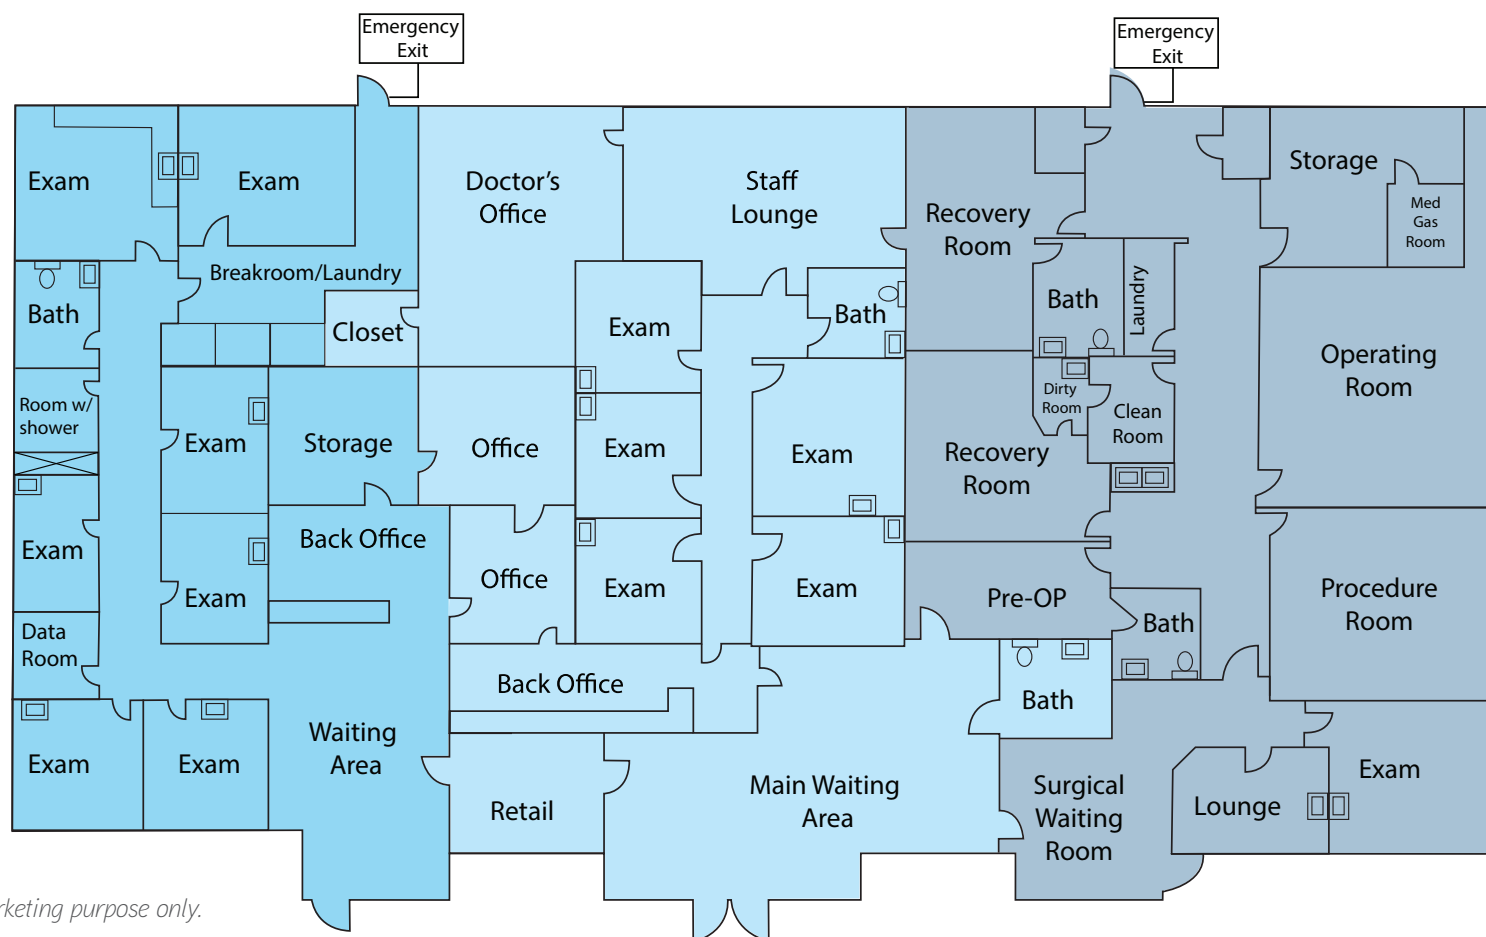 Emergency
Exit
Emergency
Exit
Exam
Exam
Doctor's
Office
Staff
Lounge
Recovery
Room
Storage
Med
Gas
Room
Breakroom/Laundry
Bath
Closet
Exam
Bath
Bath
Laundry
Operating
Room
Room w/
shower
Exam
Storage
Office
Exam
Exam
Dirty
Room
Clean
Room
Recovery
Room
Exam
Back Office
Exam
Office
Exam
Exam
Pre-OP
Procedure
Room
Bath
Data
Room
Back Office
Bath
Exam
Exam
Waiting
Area
Retail
Main Waiting
Area
Surgical
Waiting
Room
Lounge
Exam
rketing purpose only.